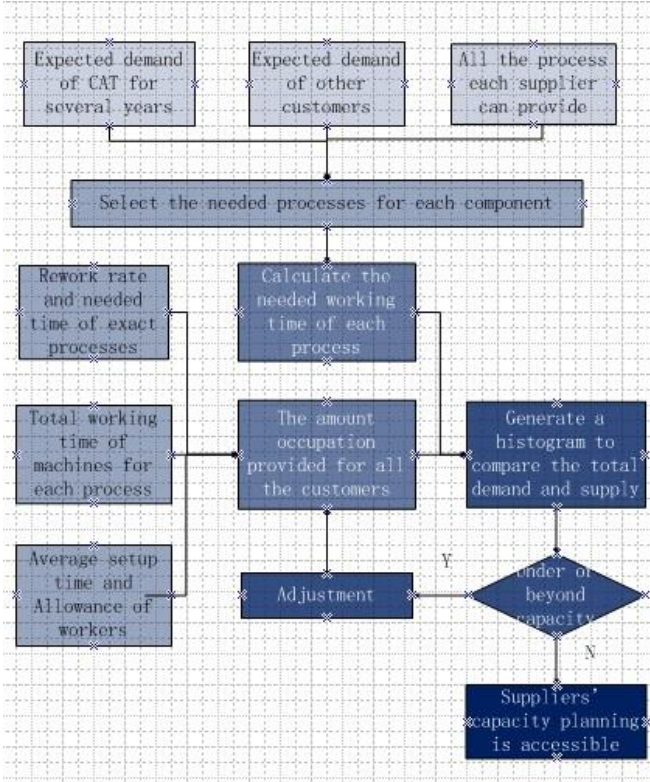 Expected demand
of CAT for
several years
Expected demand
of other
customers
All the process
each supplier
can provide
Select the needed processes for each component
Rework rate
and needed
time of exact
processes
Calculate the
needed working
time of each
process
Total working
time of
machines for
each process
The amount
occupation
provided for all
the customers
Generate a
histogram to
compare the total
demand and supply
Average setup
time and
Allowance of
workers
Adjustment
Y
Under or
beyond
capacity
N
Suppliers'
capacity planning
is accessible